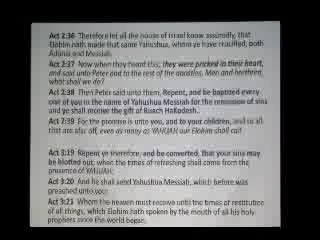 Act 2:36 Therefore let all the house of Israel know assuredly, that
Elohim hath made that same Yahushua, whom ye have crucified, both
Adonai and Messiah.
Act 2:37 Now when they heard this, they were pricked in their heart,
and said unto Peter and to the rest of the apostles, Men and brethren,
what shall we do?
Act 2:38 Then Peter said unto them, Repent, and be baptized every
one of you in the name of Yahushua Messiah for the remission of sins
and ye shall receive the gift of Ruach HaKodesh.
Act 2:39 For the promise is unto you, and to your children, and to all
that are afar off, even as many as YAHUAH our Elohim shall call
Act 3:19 Repent ye therefore, and be converted, that your sins may
be blotted out, when the times of refreshing shall come from the
presence of YAHUAH;
Act 3:20 And he shall send Yahushua Messiah, which before was
preached unto you:
Act 3:21 Whom the heaven must receive until the times of restitution
of all things, which Elohim hath spoken by the mouth of all his holy
prophets since the world began.